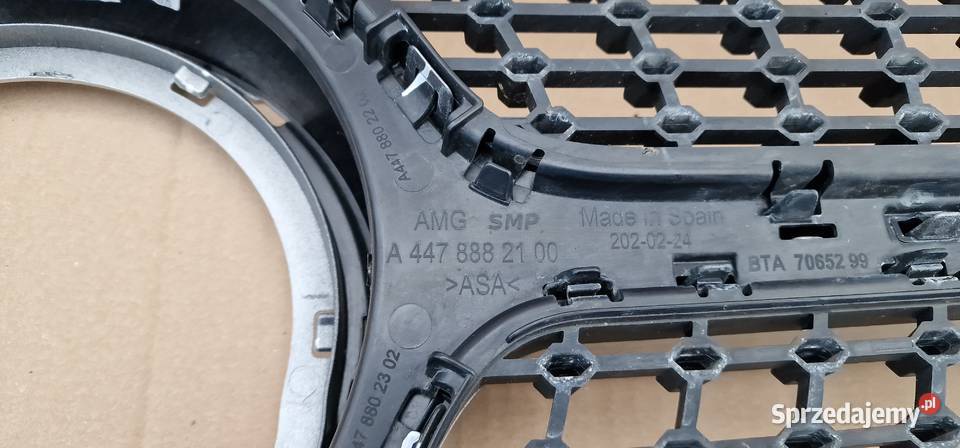 A447 880 22
AMG SMP
A 447 888 21 00
>ASA<
Made in Spain
202-02-24
BTA 70652 99
47 880 23 02
Sprzedajemy.pl